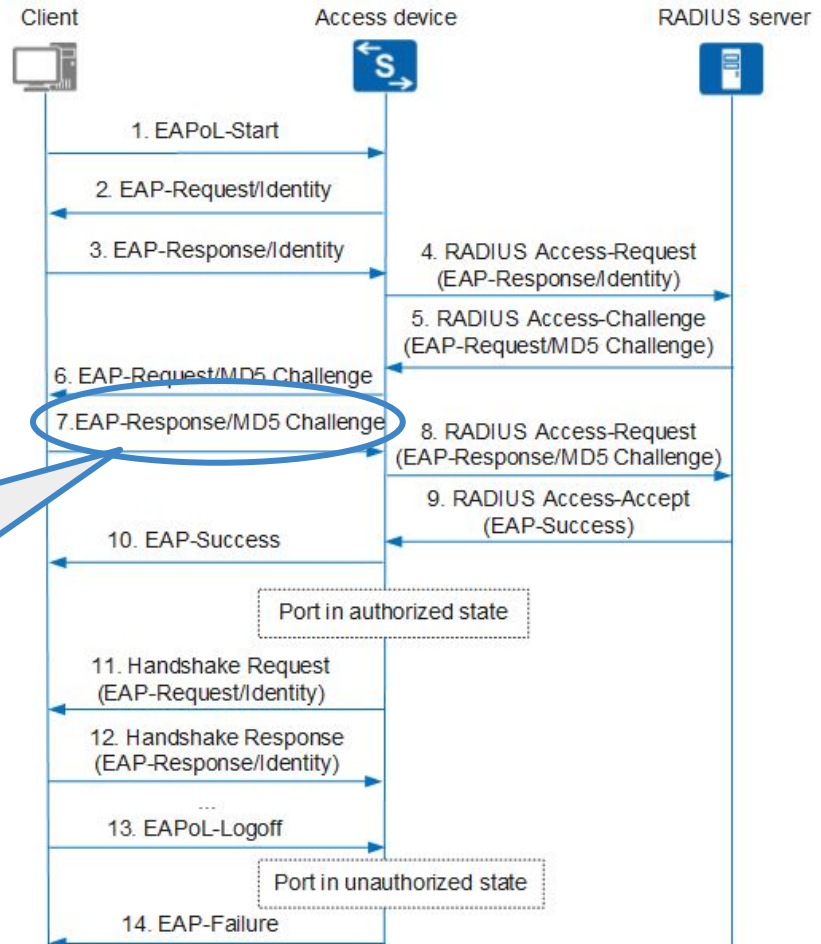 Client
Access device
RADIUS server
S
1. EAPoL-Start
2. EAP-Request/Identity
3. EAP-Response/Identity
4. RADIUS Access-Request
(EAP-Response/Identity)
5. RADIUS Access-Challenge
(EAP-Request/MD5 Challenge)
6. EAP-Request/MD5 Challenge
7.EAP-Response/MD5 Challenge
8. RADIUS Access-Request
(EAP-Response/MD5 Challenge)
9. RADIUS Access-Accept
(EAP-Success)
10. EAP-Success
Port in authorized state
11. Handshake Request
(EAP-Request/Identity)
12. Handshake Response
(EAP-Response/Identity)
...
13. EAPoL-Logoff
Port in unauthorized state
14. EAP-Failure